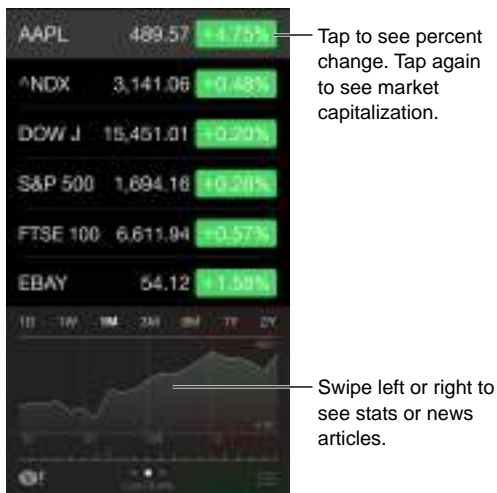 AAPL 489.57 +4.75%
Tap to see percent
change. Tap again
to see market
capitalization.
^NDX 3,141.06 +0.48%
DOW J 15,451.01 +0.20%
S&P 500 1,694.16 +0.28%
FTSE 100 6,611.94 +0.57%
EBAY 54.12 +1.58%
1D 1W 1M 3M 6M 1Y 2Y
Swipe left or right to
see stats or news
articles.